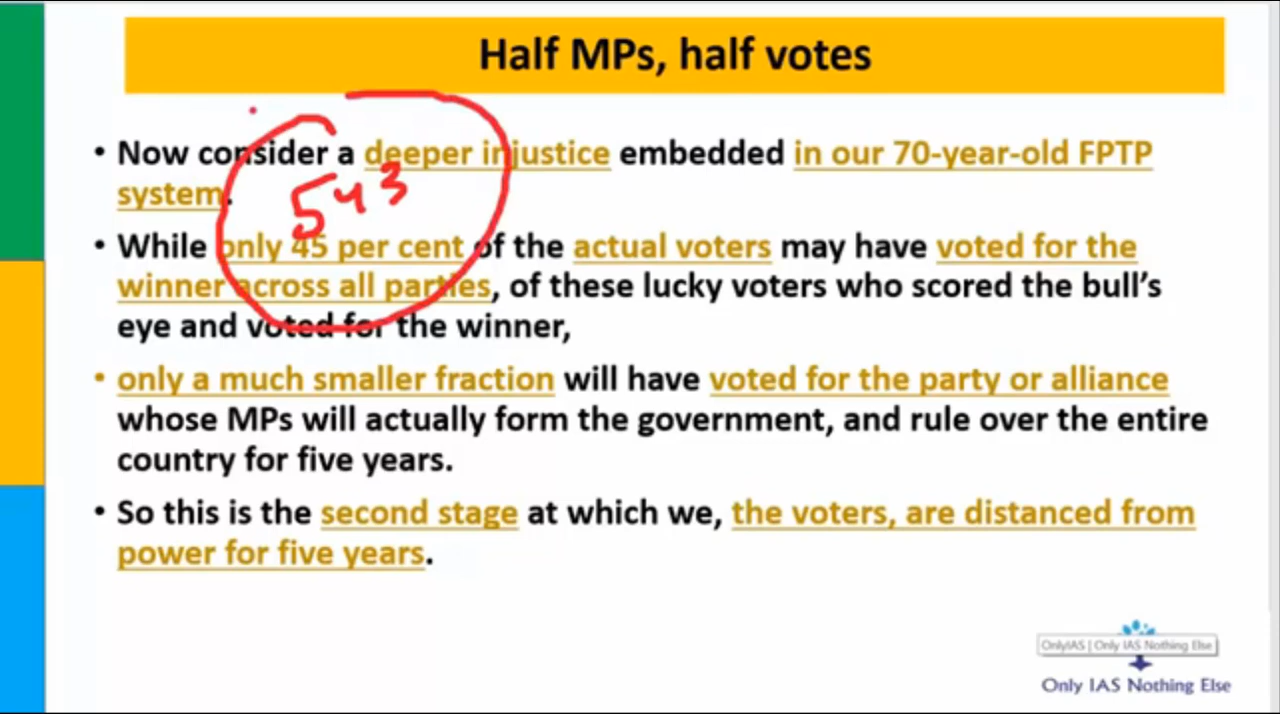 Half MPs, half votes
• Now consider a deeper injustice embedded in our 70-year-old FPTP
system.
543
• While only 45 per cent of the actual voters may have voted for the
winner across all parties, of these lucky voters who scored the bull's
eye and voted for the winner,
• only a much smaller fraction will have voted for the party or alliance
whose MPs will actually form the government, and rule over the entire
country for five years.
• So this is the second stage at which we, the voters, are distanced from
power for five years.
OnlyIAS | Only IAS Nothing Else
Only IAS Nothing Else